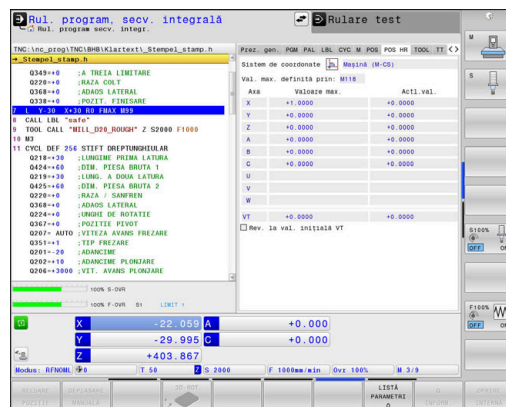 Rul. program. secv. integrală
Rul. program. secv. integr.
Rulare test
TNC:\nc_prog\TNC\BHB\Klartext\_Stempel_stamp.h
→_Stempel_stamp.h
Q349=+0 ;A TREIA LIMITARE
Q220=+0 ;RAZA COLT
Q368=+0 ;ADAOS LATERAL
Q338=+0 ;POZIT. FINISARE
7 L Y-30 X+30 R0 FMAX M99
8 CALL LBL "safe"
9 TOOL CALL "MILL_D20_ROUGH" Z S2000 F1000
10 M3
11 CYCL DEF 256 STIFT DREPTUNGHIULAR
Q218=+30 ;LUNGIME PRIMA LATURA
Q424=+60 ;DIM. PIESA BRUTA 1
Q219=+30 ;LUNG. A DOUA LATURA
Q425=+60 ;DIM. PIESA BRUTA 2
Q220=+0 ;RAZA / SANFREN
Q368=+0 ;ADAOS LATERAL
Q224=+0 ;UNGHI DE ROTATIE
Q367=+0 ;POZITIE PIVOT
Q207= AUTO ;VITEZA AVANS FREZARE
Q351=+1 ;TIP FREZARE
Q201=-20 ;ADANCIME
Q202=+10 ;ADANCIME PLONJARE
Q206=+3000 ;VIT. AVANS PLONJARE
Prez. gen. PGM PAL LBL CYC M POS POS HR TOOL TT
Sistem de coordonate Maşină (M-CS)
Val. max. definită prin: M118
Axa Valoare max. Actl.val.
X +1.0000 +0.0000
Y +0.0000 +0.0000
Z +0.0000 +0.0000
A +0.0000 +0.0000
B +0.0000 +0.0000
C +0.0000 +0.0000
U
V
W
VT +0.0000 +0.0000
Rev. la val. iniţială VT
100% S-OVR
100% F-OVR S1 LIMIT 1
X -22.059 A +0.000
Y -29.995 C +0.000
Z +403.867
Modus: RFNOML 0 T 50 Z S 2000 F 1000mm/min Ovr 100% M 3/9
M
S
S100%
OFF
F100%
OFF
LISTĂ
PARAMETRI
Q